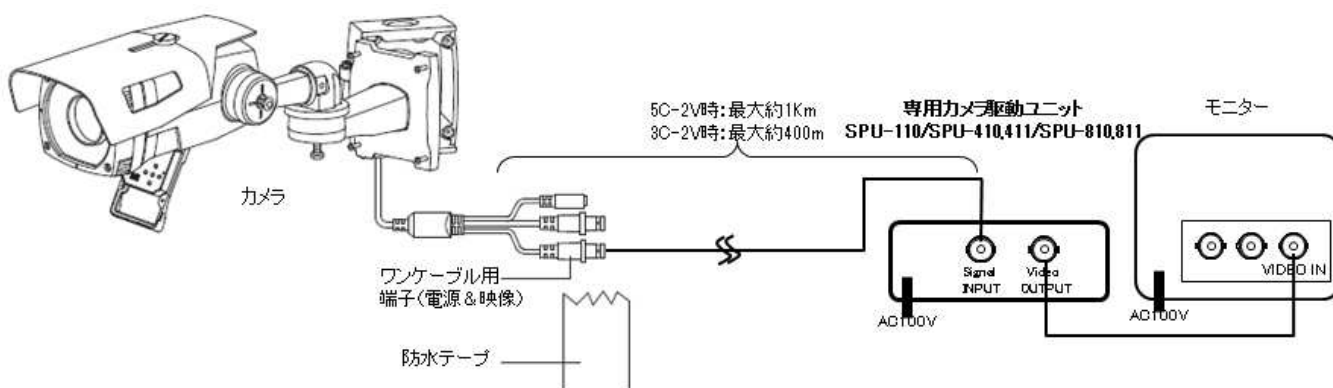 5C-2V時:最大約1Km
3C-2V時:最大約400m
専用カメラ駆動ユニット
SPU-110/SPU-410,411/SPU-810,811
モニター
カメラ
Signal
INPUT
Video
OUTPUT
VIDEO IN
AC100V
AC100V
ワンケーブル用
端子(電源&映像)
防水テープ